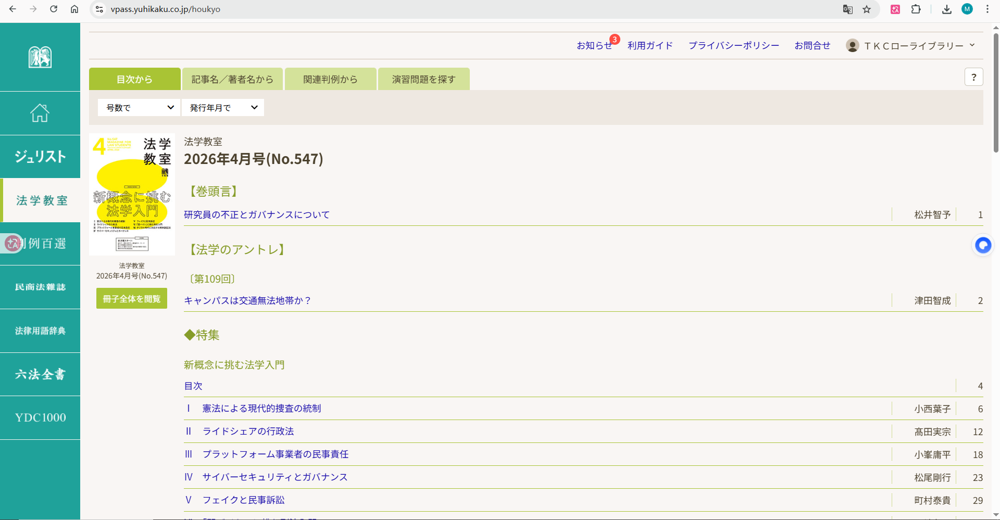 vpass.yuhikaku.co.jp/houkyo
M
お知らせ
3
利用ガイド
プライバシーポリシー
お問合せ
ＴＫＣローライブラリー
目次から
記事名／著者名から
関連判例から
演習問題を探す
?
号数で
発行年月で
ジュリスト
法学教室
例百選
民商法雑誌
法律用語辞典
六法全書
YDC1000
4
法学
教室
新概念に挑む
法学入門
法学教室
2026年4月号(No.547)
冊子全体を閲覧
法学教室
2026年4月号(No.547)
【巻頭言】
研究員の不正とガバナンスについて 松井智予 1
【法学のアントレ】
〔第109回〕
キャンパスは交通無法地帯か？ 津田智成 2
◆特集
新概念に挑む法学入門
目次 4
Ⅰ 憲法による現代的捜査の統制 小西葉子 6
Ⅱ ライドシェアの行政法 髙田実宗 12
Ⅲ プラットフォーム事業者の民事責任 小峯庸平 18
Ⅳ サイバーセキュリティとガバナンス 松尾剛行 23
Ⅴ フェイクと民事訴訟 町村泰貴 29